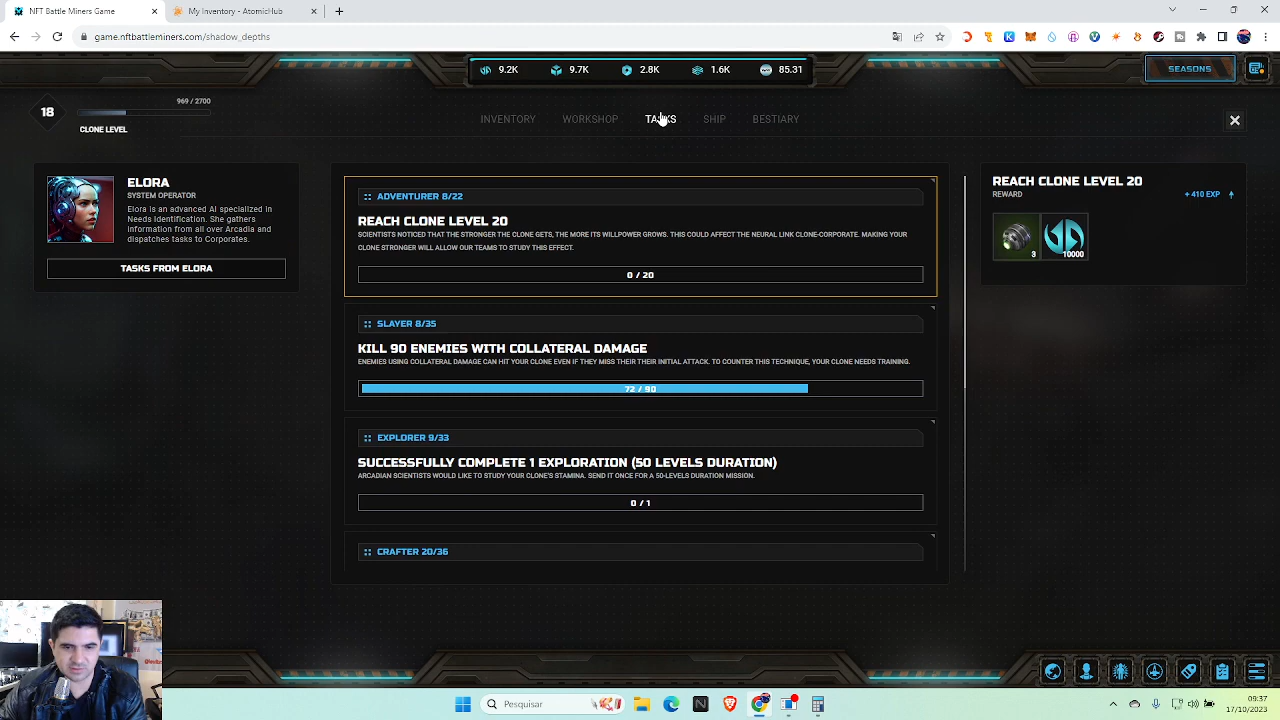 NFT Battle Miners Game
My Inventory - AtomicHub
game.nftbattleminers.com/shadow_depths
9.2K 9.7K 2.8K 1.6K 85.31
SEASONS
18
969 / 2700
CLONE LEVEL
INVENTORY WORKSHOP TASKS SHIP BESTIARY
ELORA
SYSTEM OPERATOR
Elora is an advanced AI specialized in
Needs Identification. She gathers
information from all over Arcadia and
dispatches tasks to Corporates.
TASKS FROM ELORA
ADVENTURER 8/22
REACH CLONE LEVEL 20
SCIENTISTS NOTICED THAT THE STRONGER THE CLONE GETS, THE MORE ITS WILLPOWER GROWS. THIS COULD AFFECT THE NEURAL LINK CLONE-CORPORATE. MAKING YOUR
CLONE STRONGER WILL ALLOW OUR TEAMS TO STUDY THIS EFFECT.
0 / 20
SLAYER 8/35
KILL 90 ENEMIES WITH COLLATERAL DAMAGE
ENEMIES USING COLLATERAL DAMAGE CAN HIT YOUR CLONE EVEN IF THEY MISS THEIR THEIR INITIAL ATTACK. TO COUNTER THIS TECHNIQUE, YOUR CLONE NEEDS TRAINING.
72 / 90
EXPLORER 9/33
SUCCESSFULLY COMPLETE 1 EXPLORATION (50 LEVELS DURATION)
ARCADIAN SCIENTISTS WOULD LIKE TO STUDY YOUR CLONE'S STAMINA. SEND IT ONCE FOR A 50-LEVELS DURATION MISSION.
0 / 1
CRAFTER 20/36
REACH CLONE LEVEL 20
REWARD
+ 410 EXP
3
10000
Pesquisar
09:37
17/10/2023